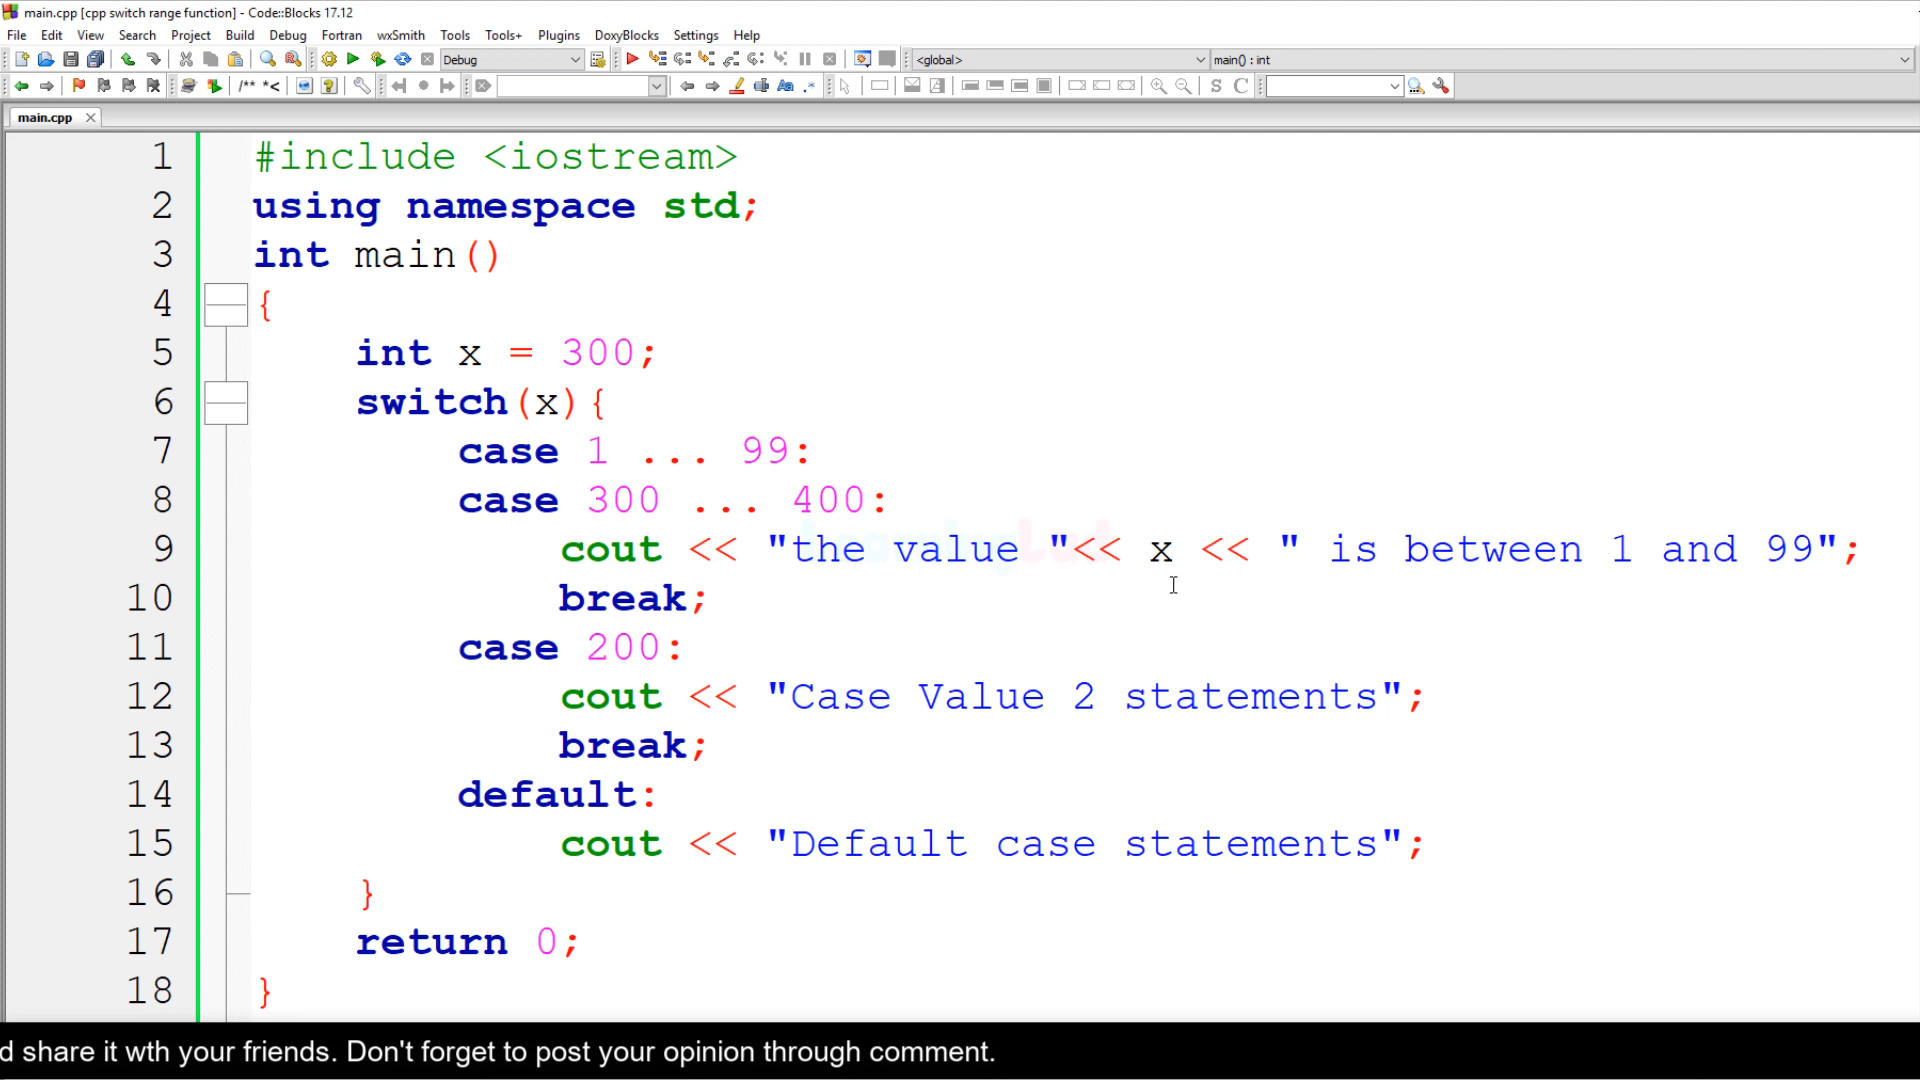 main.cpp [cpp switch range function] - Code::Blocks 17.12
File Edit View Search Project Build Debug Fortran wxSmith Tools Tools+ Plugins DoxyBlocks Settings Help
Debug <global> main() : int
/** *< Aa .* S C
main.cpp
1 #include <iostream>
2 using namespace std;
3 int main()
4 {
5 int x = 300;
6 switch(x){
7 case 1 ... 99:
8 case 300 ... 400:
9 cout << "the value "<< x << " is between 1 and 99";
10 break;
11 case 200:
12 cout << "Case Value 2 statements";
13 break;
14 default:
15 cout << "Default case statements";
16 }
17 return 0;
18 }
d share it wth your friends. Don't forget to post your opinion through comment.